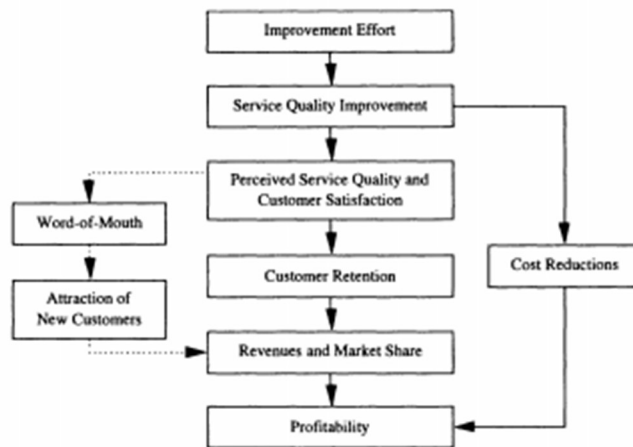 Improvement Effort
Service Quality Improvement
Perceived Service Quality and
Customer Satisfaction
Word-of-Mouth
Customer Retention
Cost Reductions
Attraction of
New Customers
Revenues and Market Share
Profitability